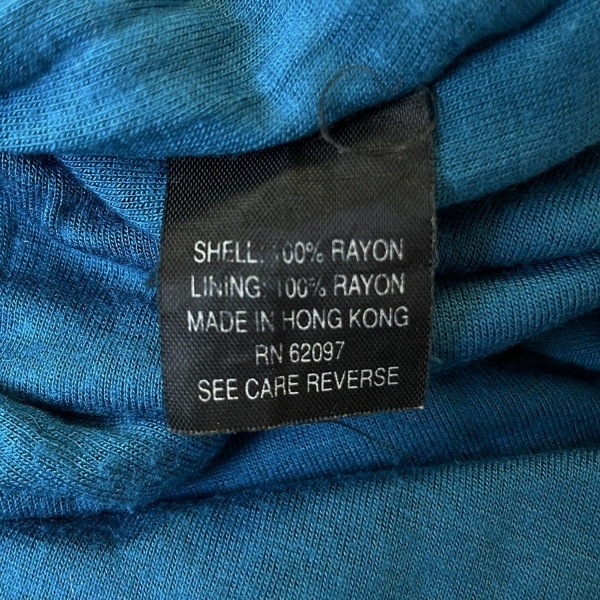 SHELL: 100% RAYON
LINING: 100% RAYON
MADE IN HONG KONG
RN 62097
SEE CARE REVERSE